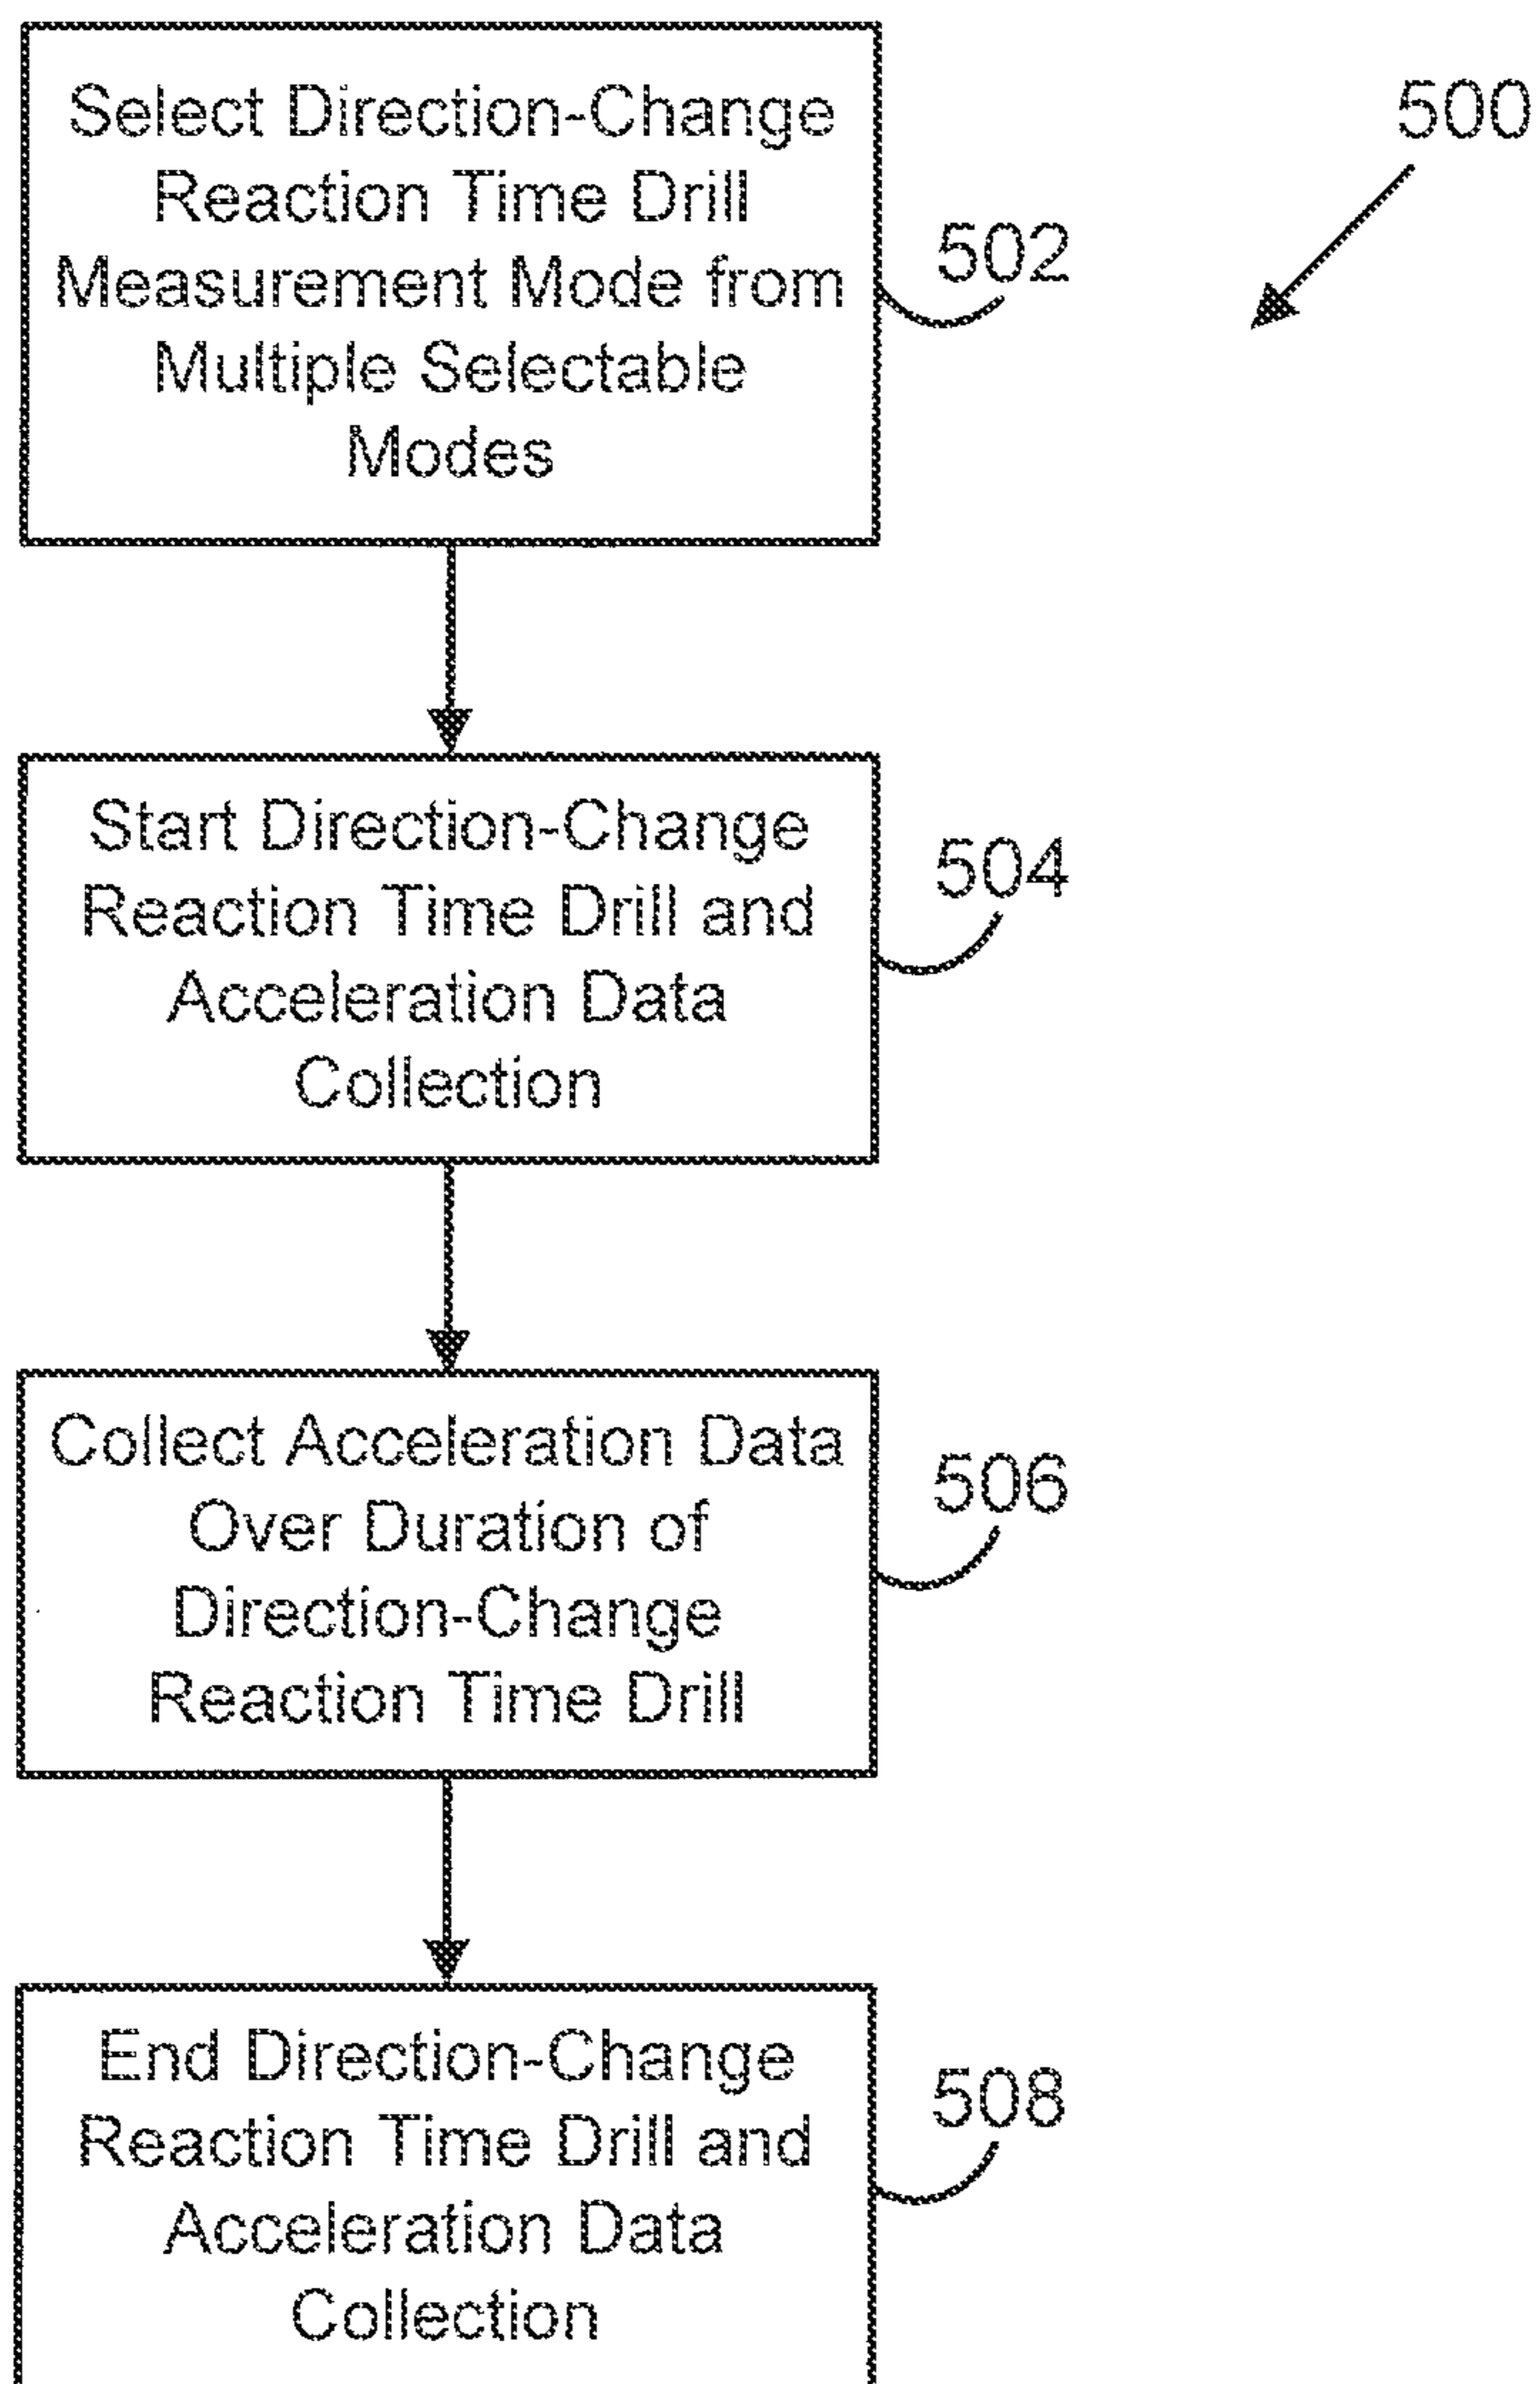 500
Select Direction-Change
Reaction Time Drill
Measurement Mode from
Multiple Selectable
Modes
502
Start Direction-Change
Reaction Time Drill and
Acceleration Data
Collection
504
Collect Acceleration Data
Over Duration of
Direction-Change
Reaction Time Drill
506
End Direction-Change
Reaction Time Drill and
Acceleration Data
Collection
508